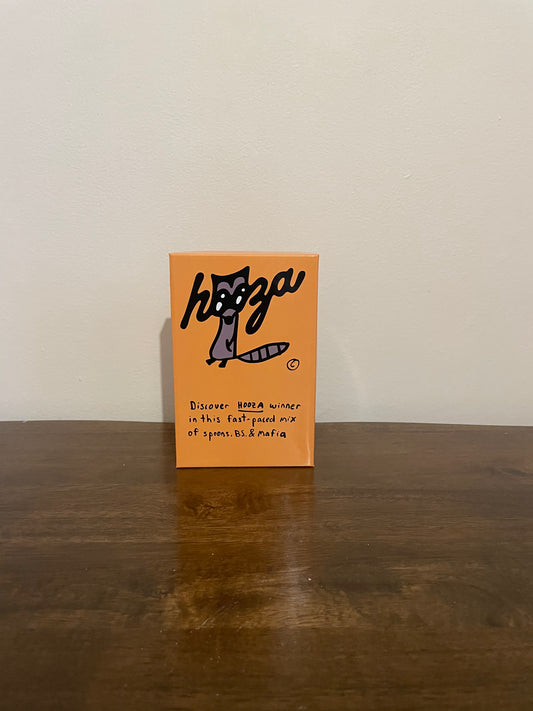 hooza
©
Discover HOOZA winner
in this fast-paced mix
of spoons, BS, & Mafia